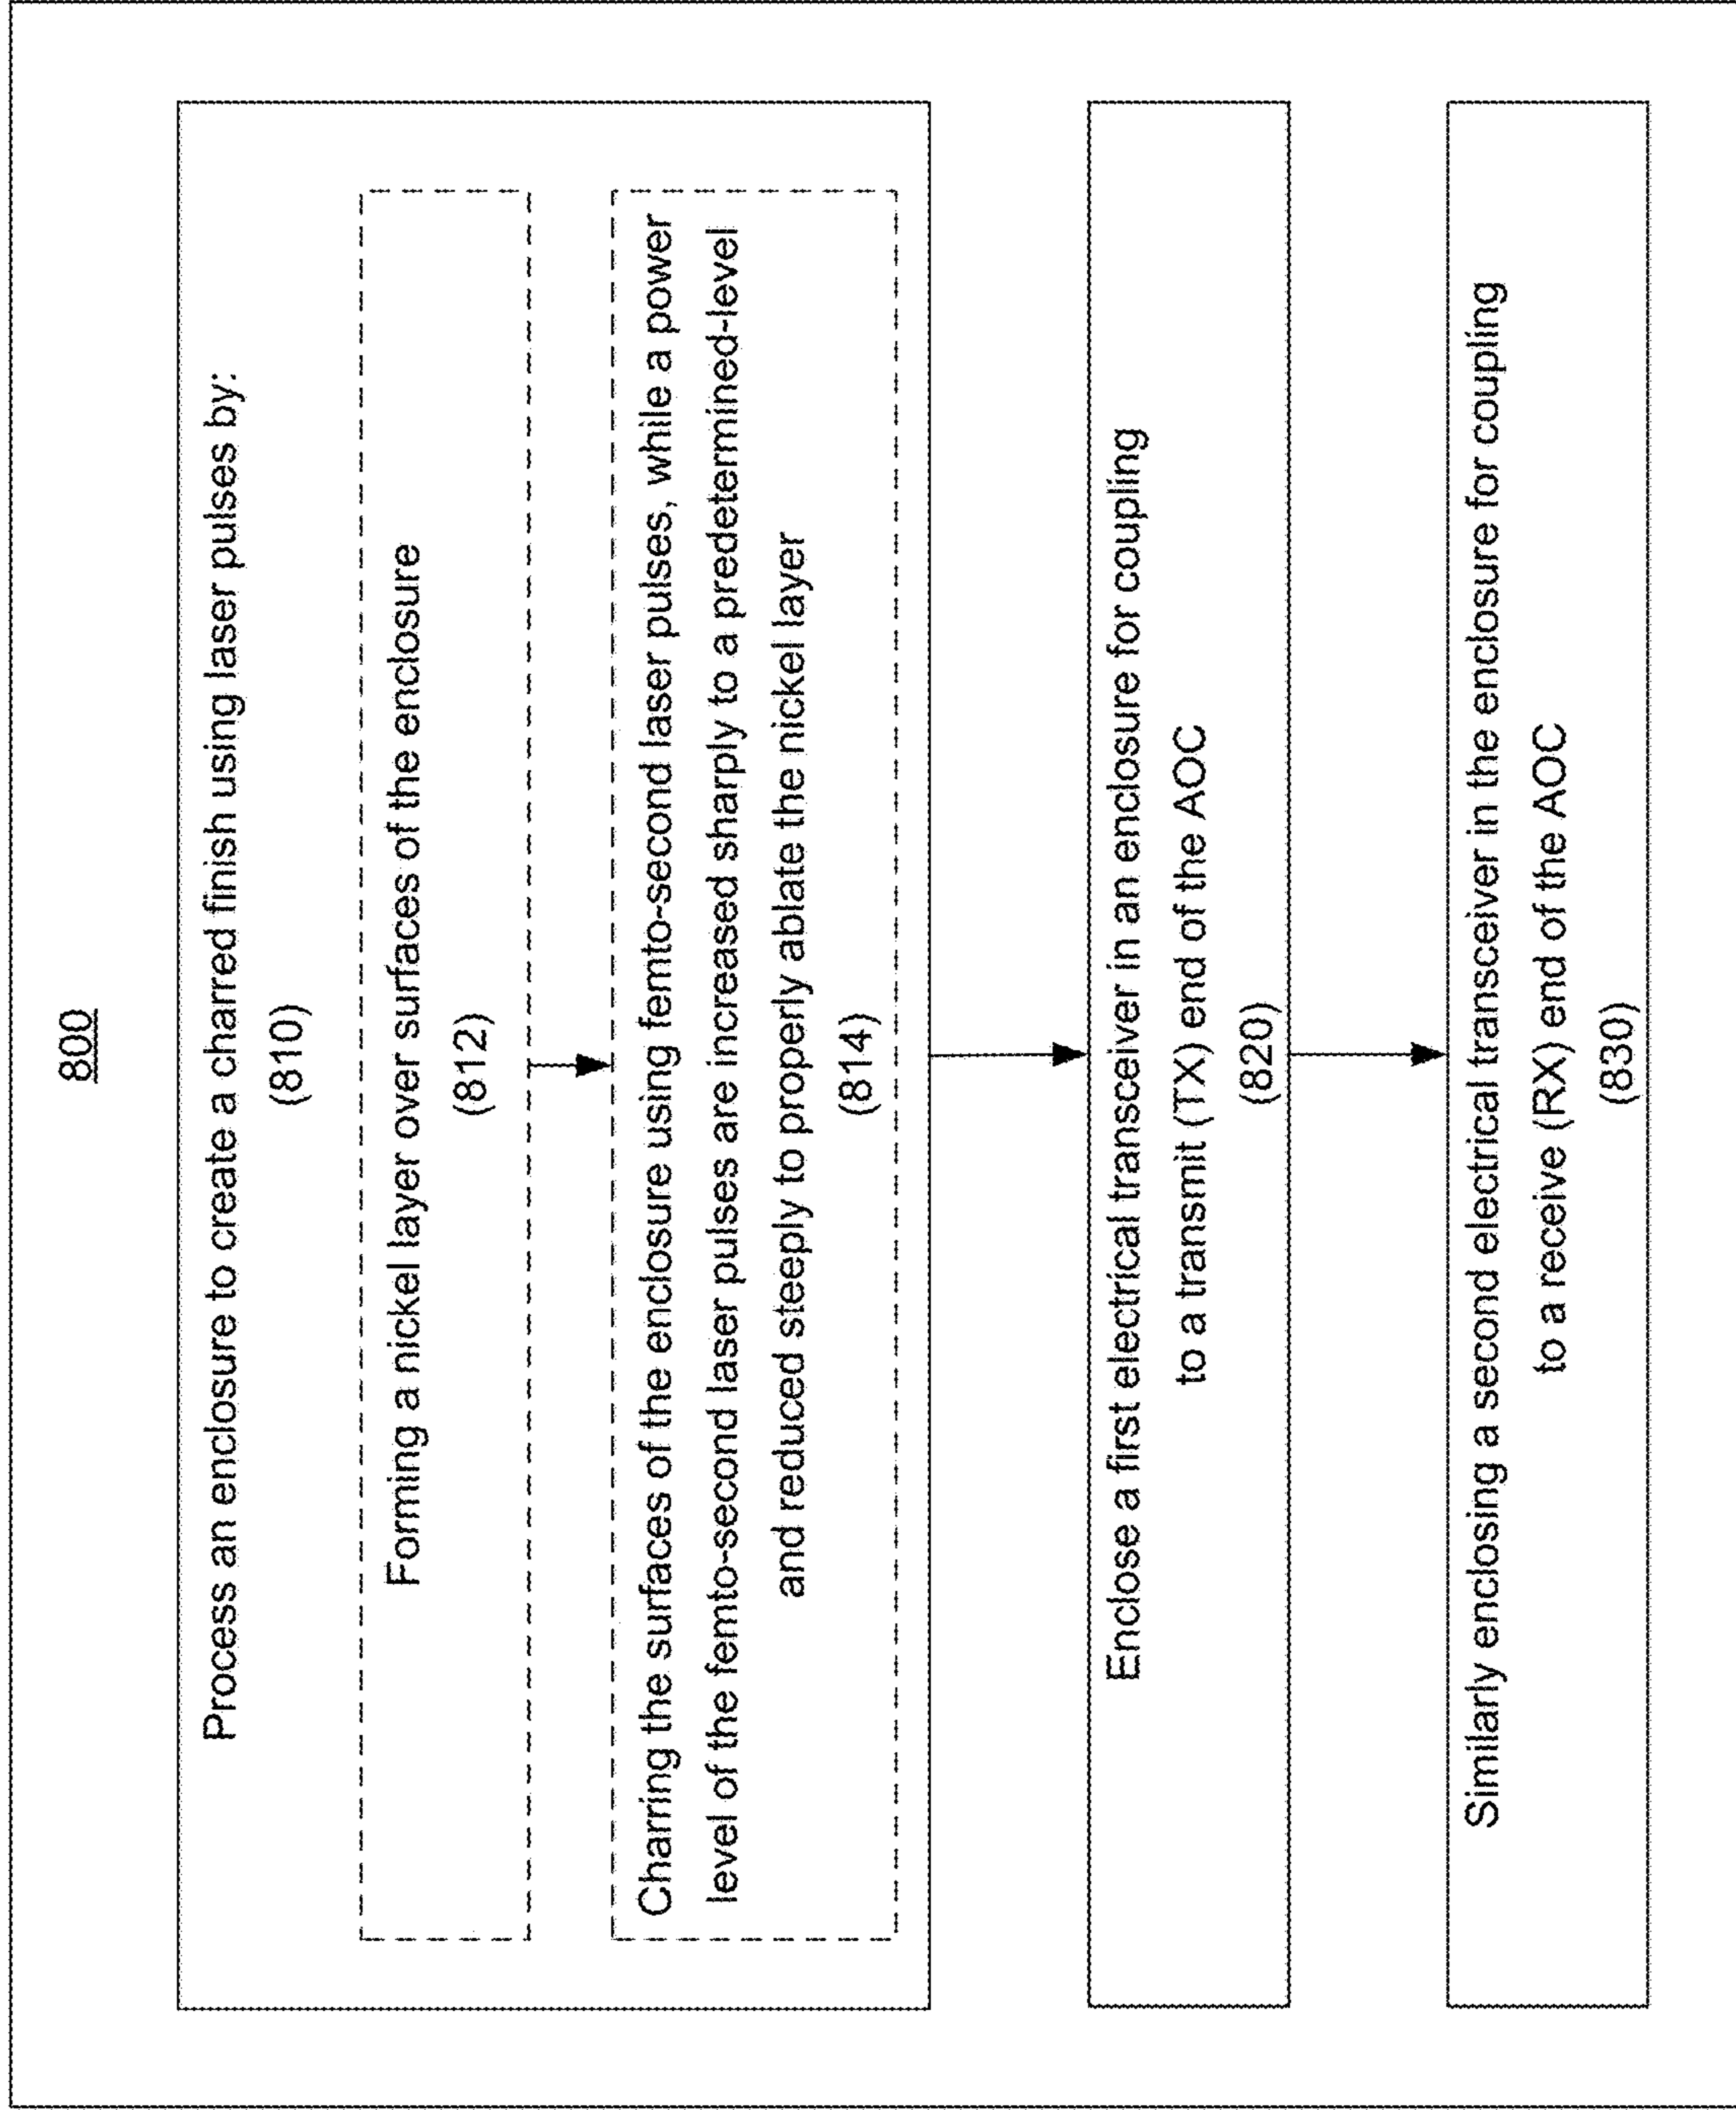 800
Process an enclosure to create a charred finish using laser pulses by:
(810)
Forming a nickel layer over surfaces of the enclosure
(812)
Charring the surfaces of the enclosure using femto-second laser pulses, while a power
level of the femto-second laser pulses are increased sharply to a predetermined-level
and reduced steeply to properly ablate the nickel layer
(814)
Enclose a first electrical transceiver in an enclosure for coupling
to a transmit (TX) end of the AOC
(820)
Similarly enclosing a second electrical transceiver in the enclosure for coupling
to a receive (RX) end of the AOC
(830)